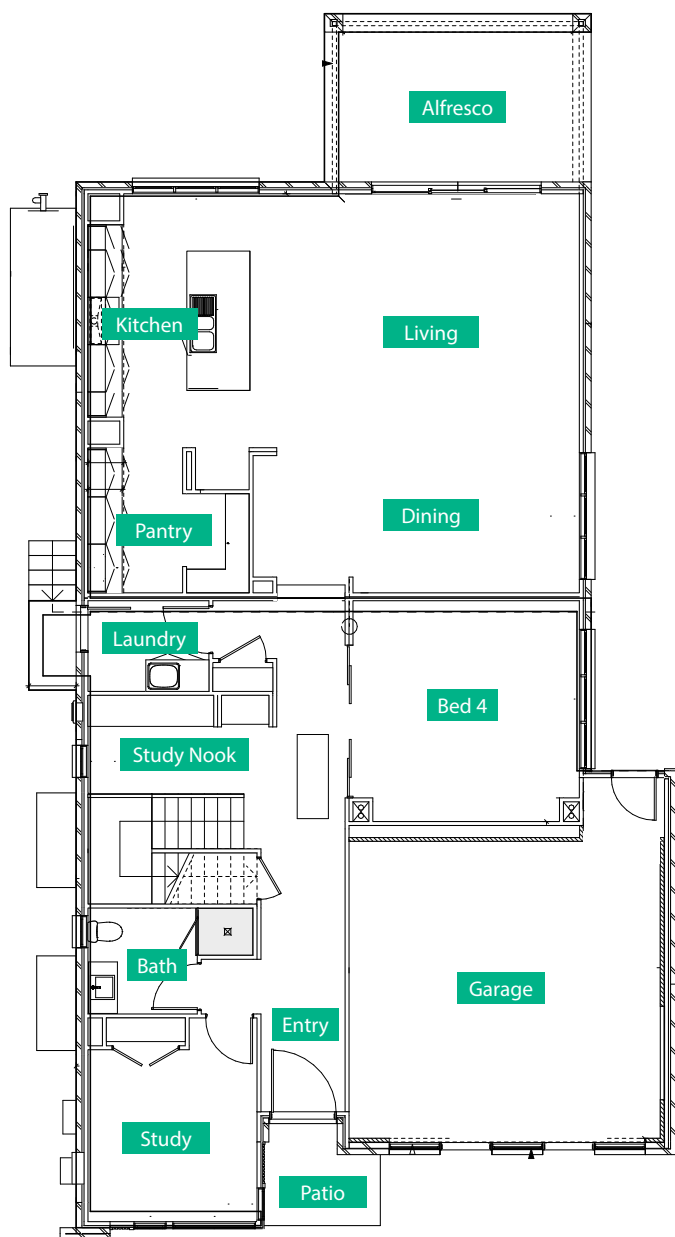 Alfresco
Kitchen
Living
Pantry
Dining
Laundry
Bed 4
Study Nook
Bath
Garage
Entry
Study
Patio